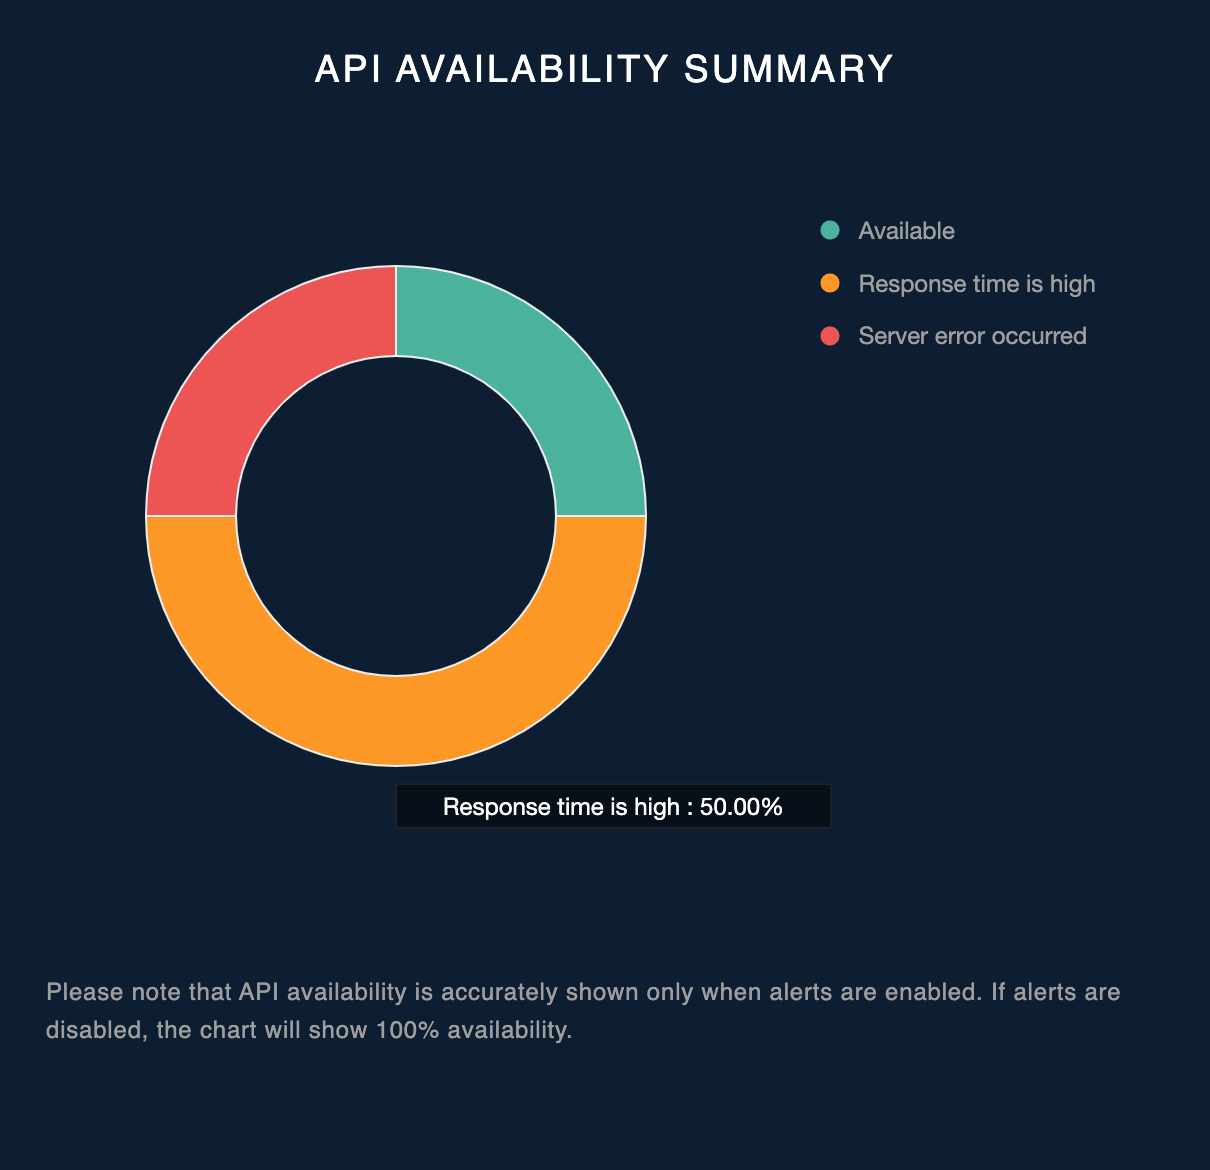 API AVAILABILITY SUMMARY
Available
Response time is high
Server error occurred
Response time is high : 50.00%
Please note that API availability is accurately shown only when alerts are enabled. If alerts are
disabled, the chart will show 100% availability.